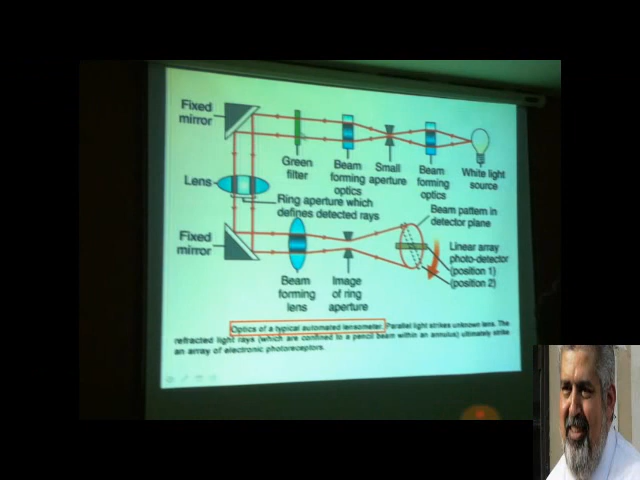 Fixed
mirror
Green
filter
Beam
forming
optics
Small
aperture
Beam
forming
optics
White light
source
Lens
Ring aperture which
defines detected rays
Beam pattern in
detector plane
Fixed
mirror
Linear array
photo-detector
(position 1)
(position 2)
Beam
forming
lens
Image
of ring
aperture
Optics of a typical automated lensometer. Parallel light strikes unknown lens. The
refracted light rays (which are confined to a pencil beam within an annulus) ultimately strike
an array of electronic photoreceptors.